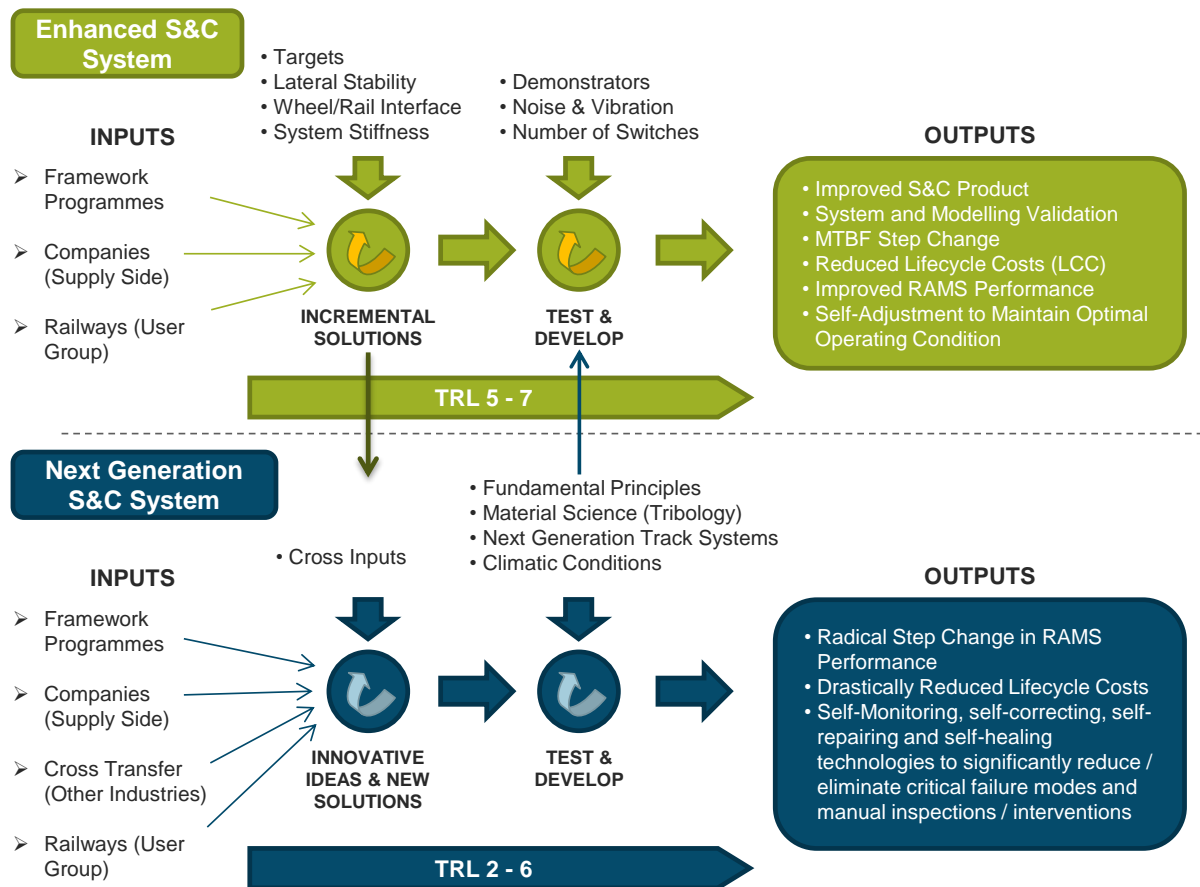 Enhanced S&C
System
• Targets
• Lateral Stability
• Wheel/Rail Interface
• System Stiffness
• Demonstrators
• Noise & Vibration
• Number of Switches
INPUTS
➢ Framework
Programmes
➢ Companies
(Supply Side)
➢ Railways (User
Group)
INCREMENTAL
SOLUTIONS
TEST &
DEVELOP
OUTPUTS
• Improved S&C Product
• System and Modelling Validation
• MTBF Step Change
• Reduced Lifecycle Costs (LCC)
• Improved RAMS Performance
• Self-Adjustment to Maintain Optimal
Operating Condition
TRL 5 - 7
Next Generation
S&C System
• Cross Inputs
• Fundamental Principles
• Material Science (Tribology)
• Next Generation Track Systems
• Climatic Conditions
INPUTS
➢ Framework
Programmes
➢ Companies
(Supply Side)
➢ Cross Transfer
(Other Industries)
➢ Railways (User
Group)
INNOVATIVE
IDEAS & NEW
SOLUTIONS
TEST &
DEVELOP
OUTPUTS
• Radical Step Change in RAMS
Performance
• Drastically Reduced Lifecycle Costs
• Self-Monitoring, self-correcting, self-
repairing and self-healing
technologies to significantly reduce /
eliminate critical failure modes and
manual inspections / interventions
TRL 2 - 6